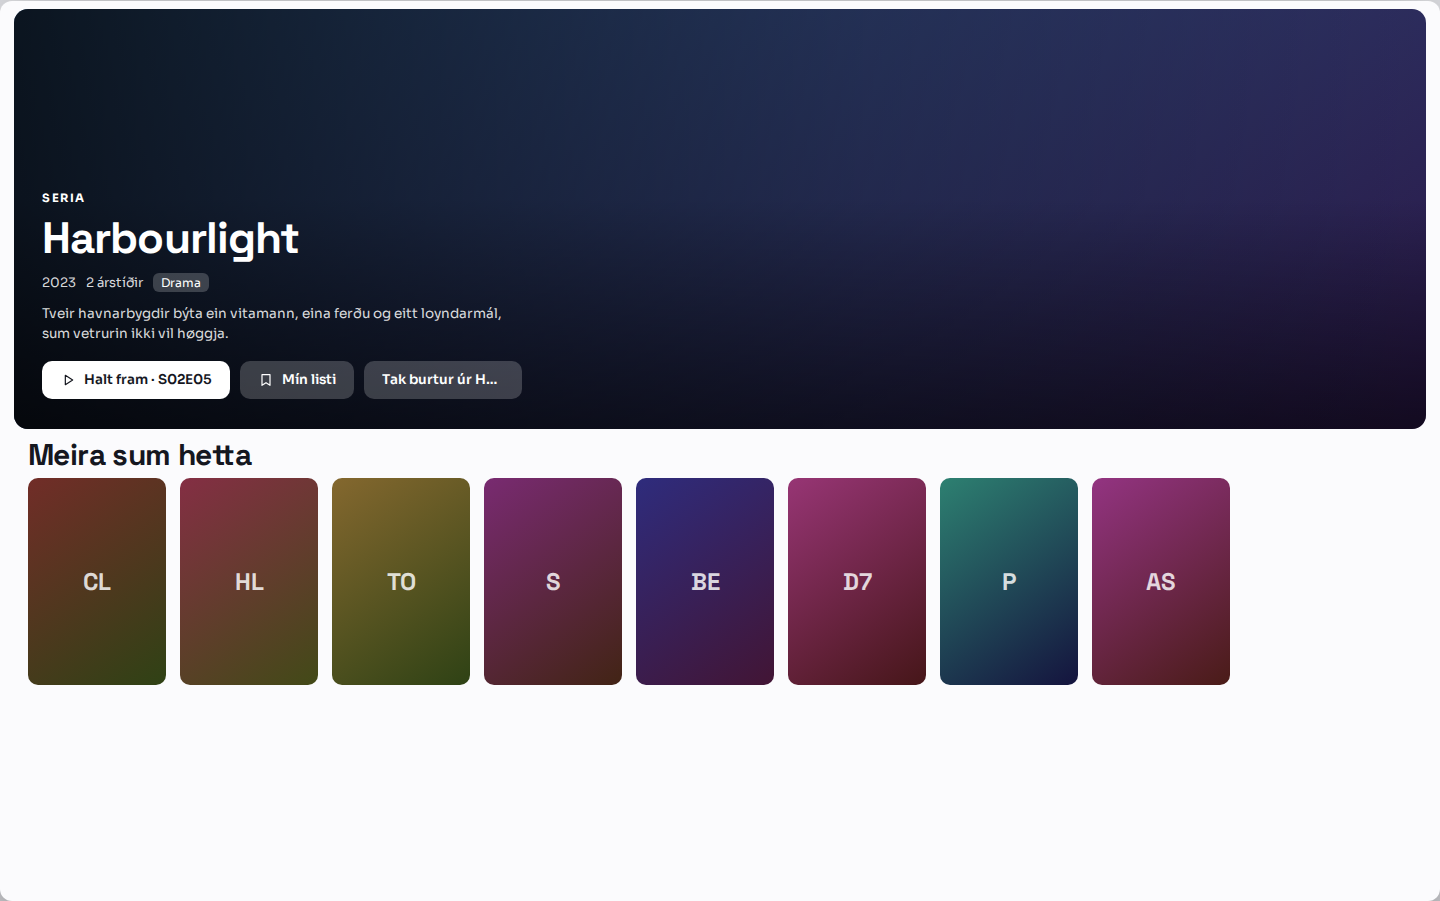 SERIA
Harbourlight
2023 2 árstíðir Drama
Tveir havnarbygdir býta ein vitamann, eina ferðu og eitt loyndarmál,
sum veturin ikki vil høggja.
Halt fram · S02E05 Mín listi Tak burtur úr H...
Meira sum hetta
CL HL TO S BE D7 P AS